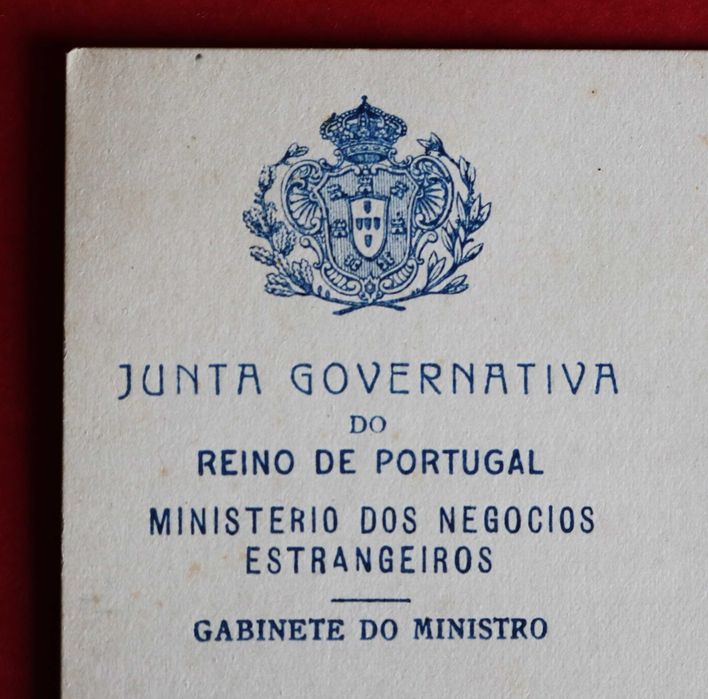 JUNTA GOVERNATIVA
DO
REINO DE PORTUGAL
MINISTERIO DOS NEGOCIOS
ESTRANGEIROS
GABINETE DO MINISTRO